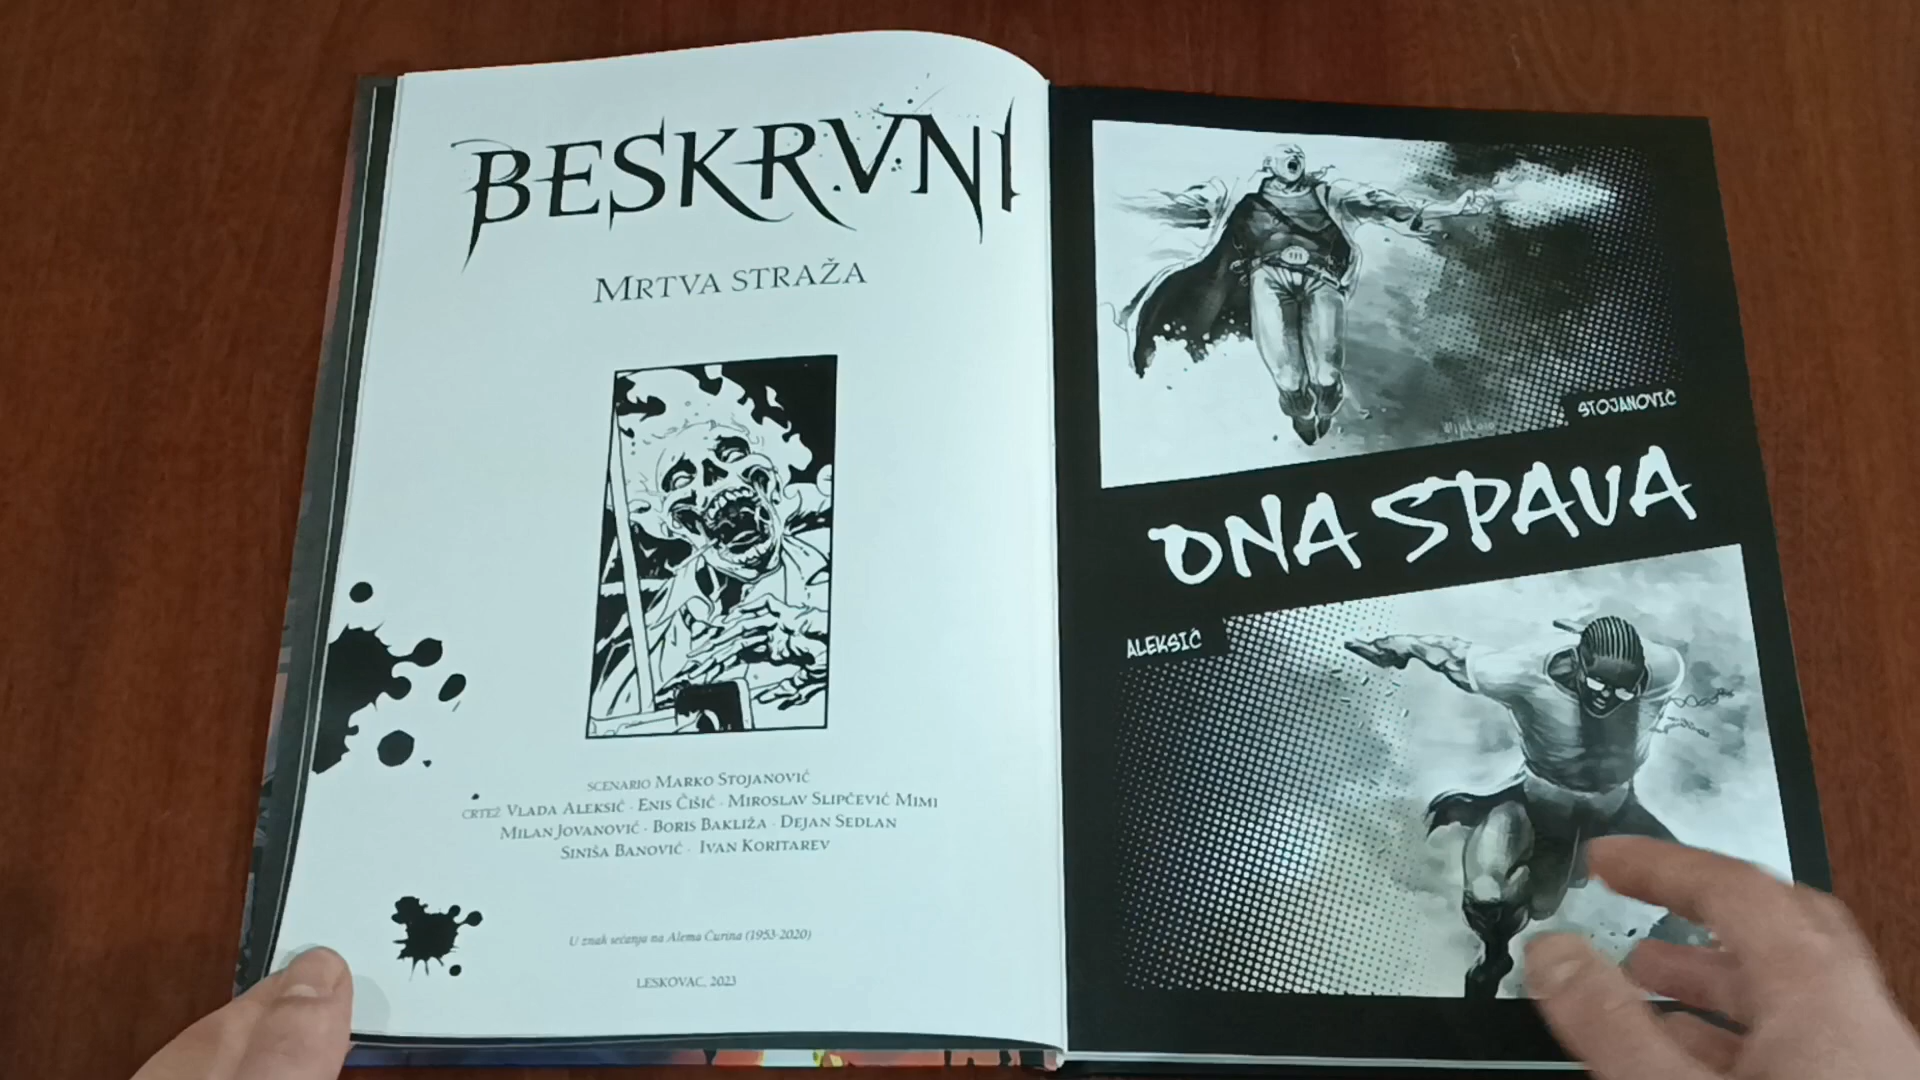 BESKRVNI
MRTVA STRAŽA
SCENARIO MARKO STOJANOVIĆ
CRTEŽ VLADA ALEKSIĆ · ENIS ČIŠIĆ · MIROSLAV SLIPČEVIĆ MIMI
MILAN JOVANOVIĆ · BORIS BAKLIŽA · DEJAN SEDLAN
SINIŠA BANOVIĆ · IVAN KORITAREV
U znak sećanja na Alema Ćurina (1953-2020)
LESKOVAC, 2023
STOJANOVIĆ
ONA SPAVA
ALEKSIĆ